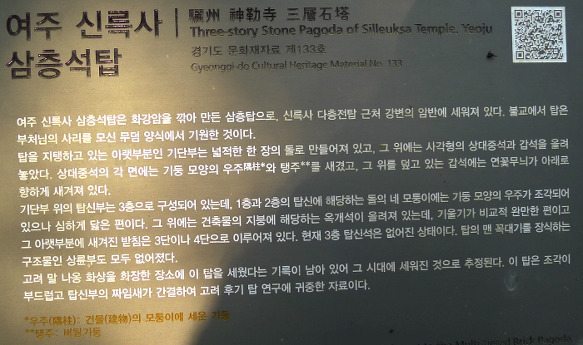 여주 신륵사
삼층석탑
驪州 神勒寺 三層石塔
Three-story Stone Pagoda of Silleuksa Temple, Yeoju
경기도 문화재자료 제133호
Gyeonggi-do Cultural Heritage Material No. 133
여주 신륵사 삼층석탑은 화강암을 깎아 만든 삼층탑으로, 신륵사 다층전탑 근처 강변의 암반에 세워져 있다. 불교에서 탑은
부처님의 사리를 모신 무덤 양식에서 기원한 것이다.
탑을 지탱하고 있는 아랫부분인 기단부는 넓적한 한 장의 돌로 만들어져 있고, 그 위에는 사각형의 상대중석과 갑석을 올려
놓았다. 상대중석의 각 면에는 기둥 모양의 우주隅柱*와 탱주**를 새겼고, 그 위를 덮고 있는 갑석에는 연꽃무늬가 아래로
향하게 새겨져 있다.
기단부 위의 탑신부는 3층으로 구성되어 있는데, 1층과 2층의 탑신에 해당하는 돌의 네 모퉁이에는 기둥 모양의 우주가 조각되어
있으나 심하게 닳은 편이다. 그 위에는 건축물의 지붕에 해당하는 옥개석이 올려져 있는데, 기울기가 비교적 완만한 편이고
그 아랫부분에 새겨진 받침은 3단이나 4단으로 이루어져 있다. 현재 3층 탑신석은 없어진 상태이다. 탑의 맨 꼭대기를 장식하는
구조물인 상륜부도 모두 없어졌다.
고려 말 나옹 화상을 화장한 장소에 이 탑을 세웠다는 기록이 남아 있어 그 시대에 세워진 것으로 추정된다. 이 탑은 조각이
부드럽고 탑신부의 짜임새가 간결하여 고려 후기 탑 연구에 귀중한 자료이다.
*우주(隅柱): 건물(建物)의 모퉁이에 세운 기둥
**탱주: 버팀기둥
Brick Pagoda